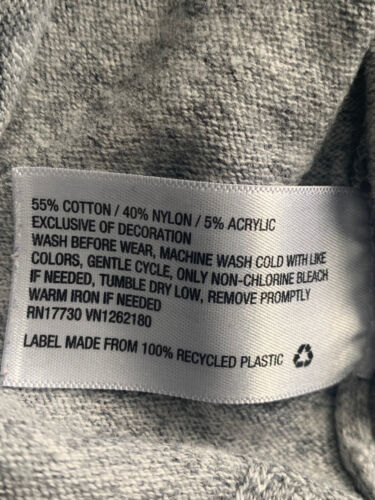 55% COTTON / 40% NYLON / 5% ACRYLIC
EXCLUSIVE OF DECORATION
WASH BEFORE WEAR, MACHINE WASH COLD WITH LIKE
COLORS, GENTLE CYCLE, ONLY NON-CHLORINE BLEACH
IF NEEDED, TUMBLE DRY LOW, REMOVE PROMPTLY
WARM IRON IF NEEDED
RN17730 VN1262180
LABEL MADE FROM 100% RECYCLED PLASTIC